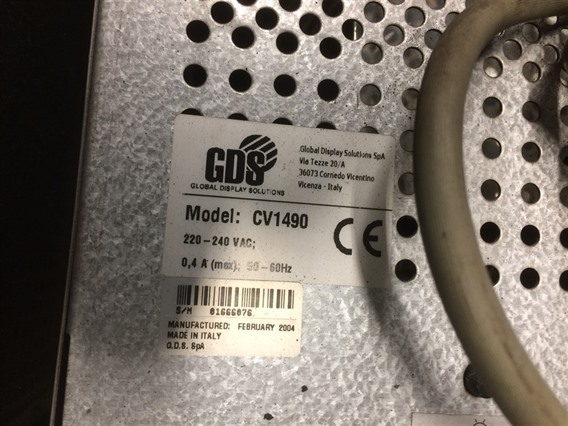 GDS
GLOBAL DISPLAY SOLUTIONS
Global Display Solutions SpA
Via Tezze 20/A
36073 Cornedo Vicentino
Vicenza - Italy
Model: CV1490
220-240 VAC;
0,4 A (max); 50-60Hz
CE
S/N 01666076
MANUFACTURED: FEBRUARY 2004
MADE IN ITALY
G.D.S. SpA